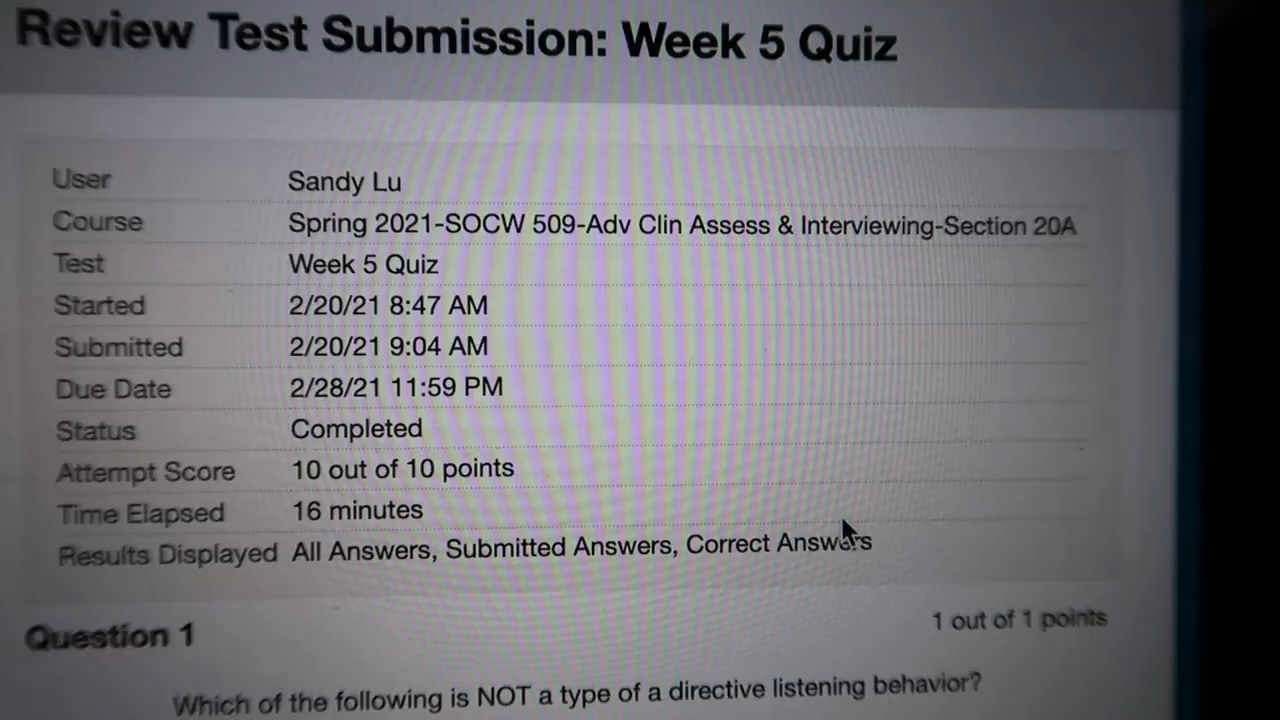 Review Test Submission: Week 5 Quiz
User Sandy Lu
Course Spring 2021-SOCW 509-Adv Clin Assess & Interviewing-Section 20A
Test Week 5 Quiz
Started 2/20/21 8:47 AM
Submitted 2/20/21 9:04 AM
Due Date 2/28/21 11:59 PM
Status Completed
Attempt Score 10 out of 10 points
Time Elapsed 16 minutes
Results Displayed All Answers, Submitted Answers, Correct Answers
Question 1 1 out of 1 points
Which of the following is NOT a type of a directive listening behavior?